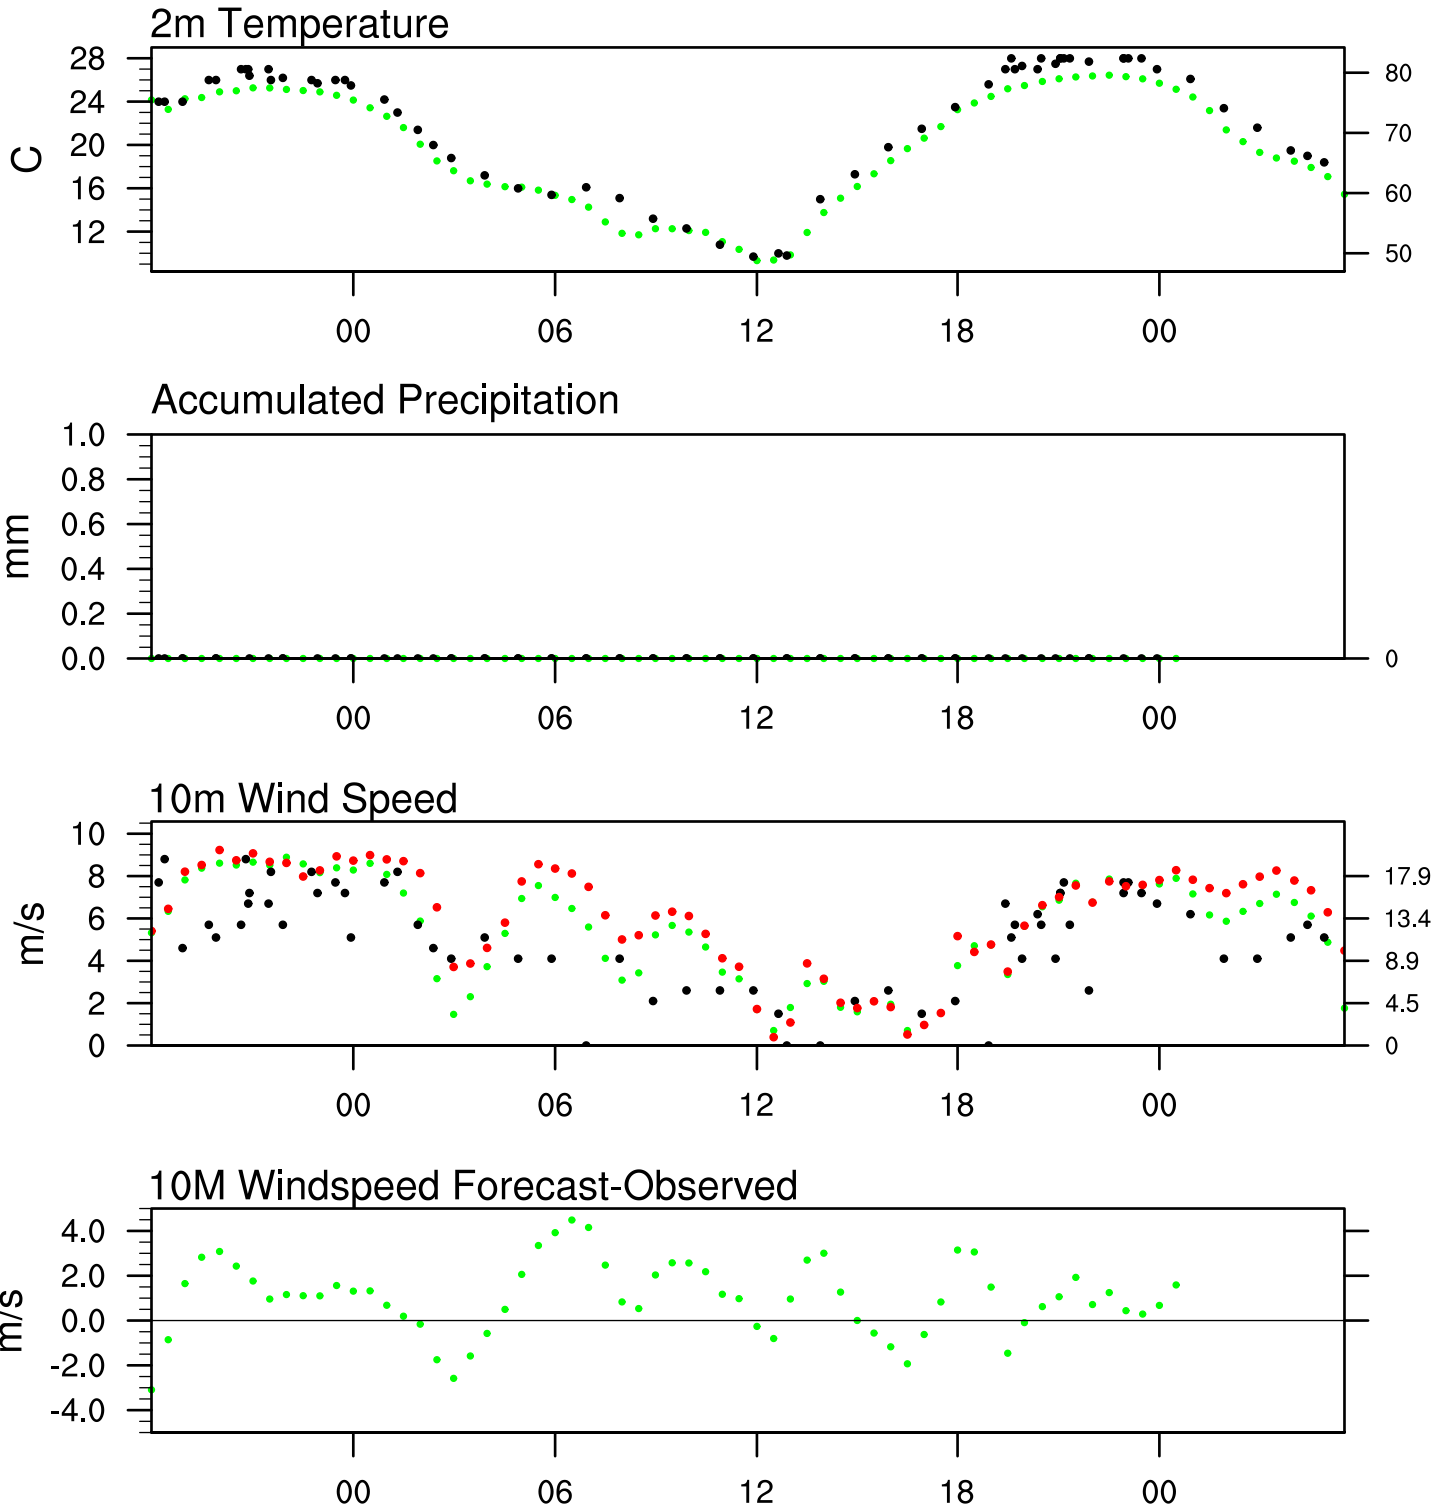 2m Temperature
28
24
20
16
12
C
80
70
60
50
00 06 12 18 00
Accumulated Precipitation
1.0
0.8
0.6
0.4
0.2
0.0
mm
0
00 06 12 18 00
10m Wind Speed
10
8
6
4
2
0
m/s
17.9
13.4
8.9
4.5
0
00 06 12 18 00
10M Windspeed Forecast-Observed
4.0
2.0
0.0
-2.0
-4.0
m/s
00 06 12 18 00